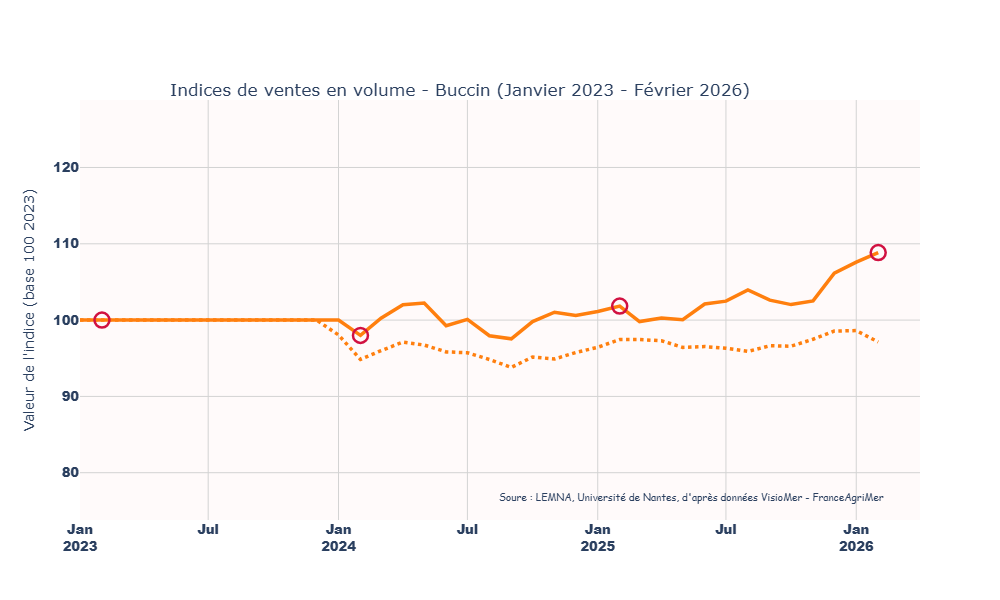 Indices de ventes en volume - Buccin (Janvier 2023 - Février 2026)
Valeur de l'indice (base 100 2023)
120
110
100
90
80
Soure : LEMNA, Université de Nantes, d'après données VisioMer - FranceAgriMer
Jan
2023
Jul
Jan
2024
Jul
Jan
2025
Jul
Jan
2026